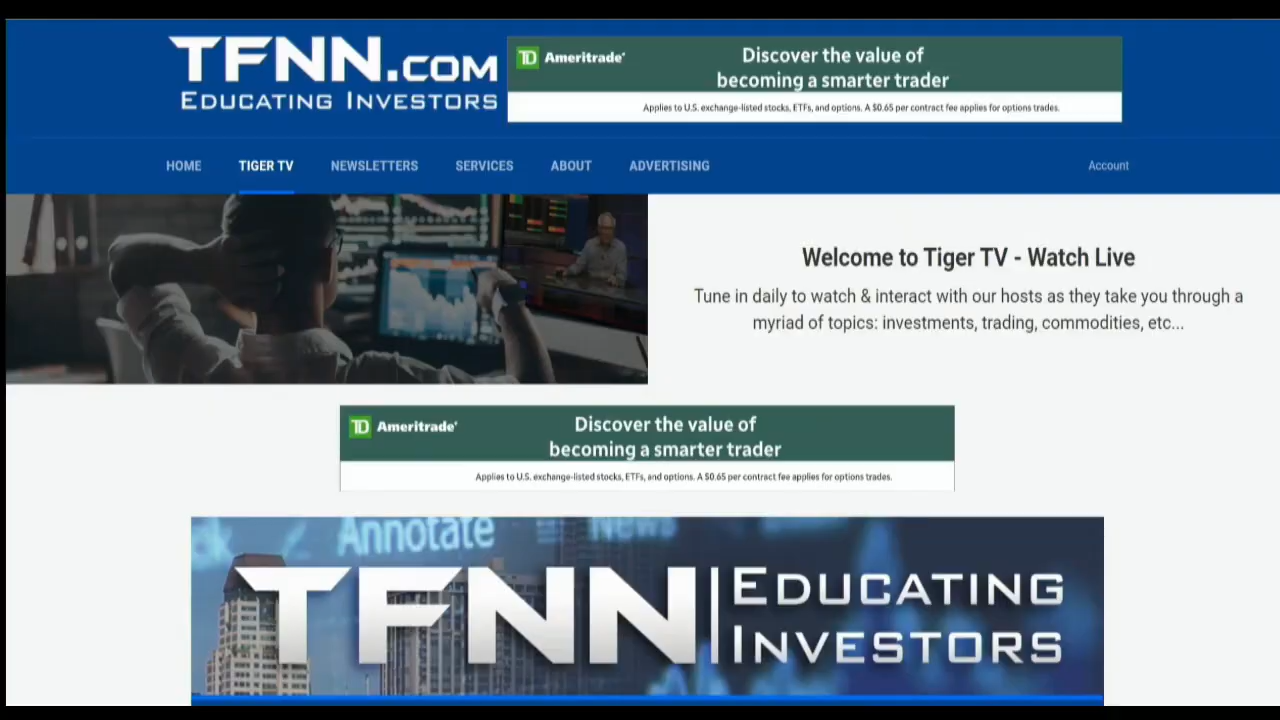 TFNN.COM
EDUCATING INVESTORS
TD Ameritrade®
Discover the value of
becoming a smarter trader
Applies to U.S. exchange-listed stocks, ETFs, and options. A $0.65 per contract fee applies for options trades.
HOME TIGER TV NEWSLETTERS SERVICES ABOUT ADVERTISING Account
Welcome to Tiger TV - Watch Live
Tune in daily to watch & interact with our hosts as they take you through a
myriad of topics: investments, trading, commodities, etc...
TD Ameritrade®
Discover the value of
becoming a smarter trader
Applies to U.S. exchange-listed stocks, ETFs, and options. A $0.65 per contract fee applies for options trades.
Annotate News
TFNN EDUCATING
INVESTORS